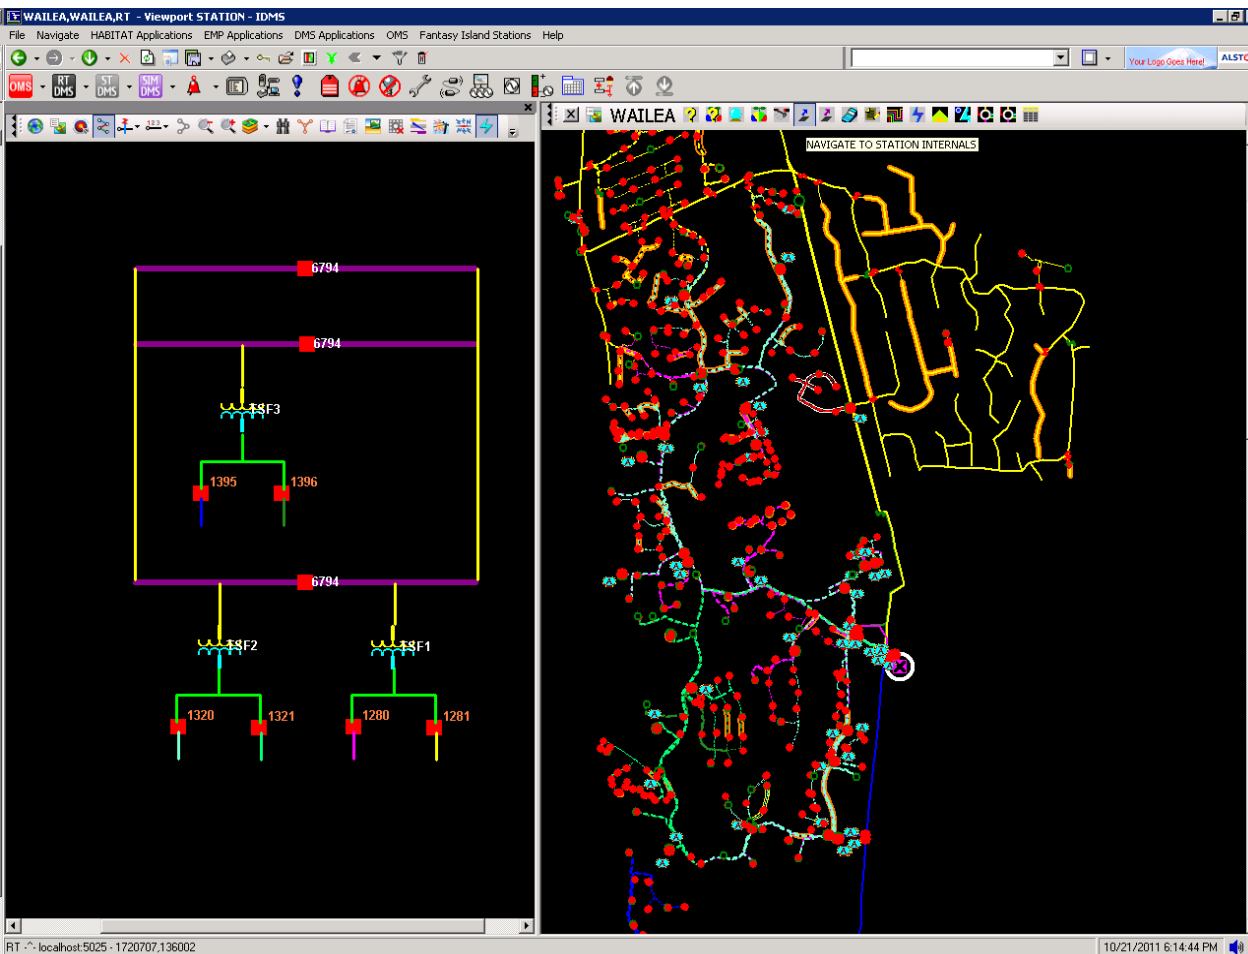 WAILEA,WAILEA,RT - Viewport STATION - IDMS
File Navigate HABITAT Applications EMP Applications DMS Applications OMS Fantasy Island Stations Help
Your Logo Goes Here! ALSTO
OMS RT DMS ST DMS SIM DMS
123
WAILEA
NAVIGATE TO STATION INTERNALS
6794
6794
TSF3
1395 1396
6794
TSF2 TSF1
1320 1321 1280 1281
RT -^- localhost:5025 - 1720707,136002 10/21/2011 6:14:44 PM